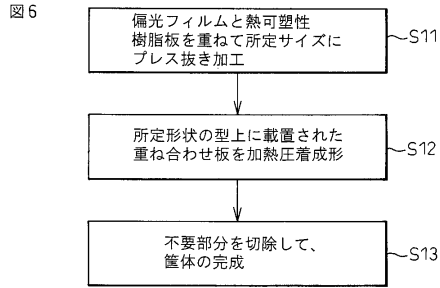 図6
偏光フィルムと熱可塑性
樹脂板を重ねて所定サイズに
プレス抜き加工
S11
所定形状の型上に載置された
重ね合わせ板を加熱圧着成形
S12
不要部分を切除して、
筐体の完成
S13